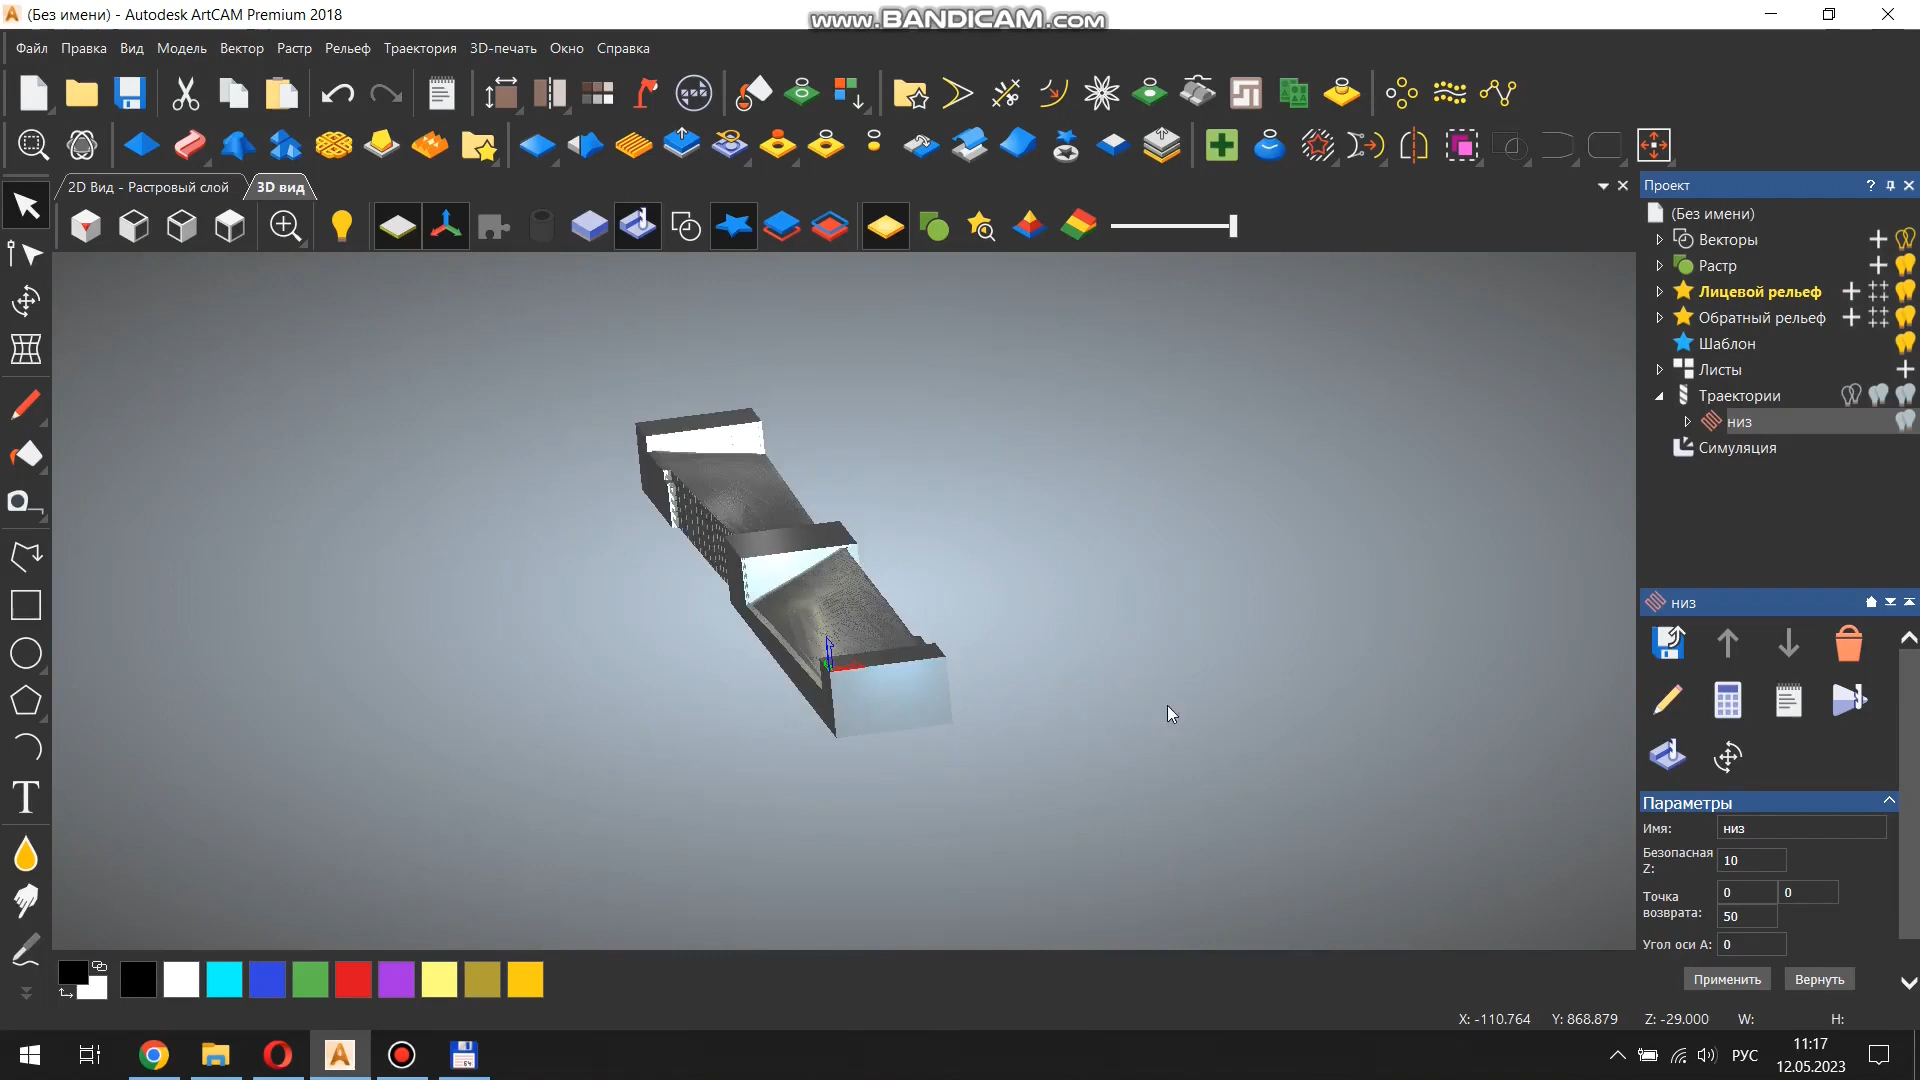 (Без имени) - Autodesk ArtCAM Premium 2018
www.BANDICAM.com
Файл Правка Вид Модель Вектор Растр Рельеф Траектория 3D-печать Окно Справка
2D Вид - Растровый слой 3D вид
Проект
(Без имени)
Векторы
Растр
Лицевой рельеф
Обратный рельеф
Шаблон
Листы
Траектории
низ
Симуляция
низ
Параметры
Имя: низ
Безопасная Z: 10
Точка возврата: 0 0
50
Угол оси A: 0
Применить Вернуть
X: -110.764 Y: 868.879 Z: -29.000 W: H:
РУС
11:17
12.05.2023